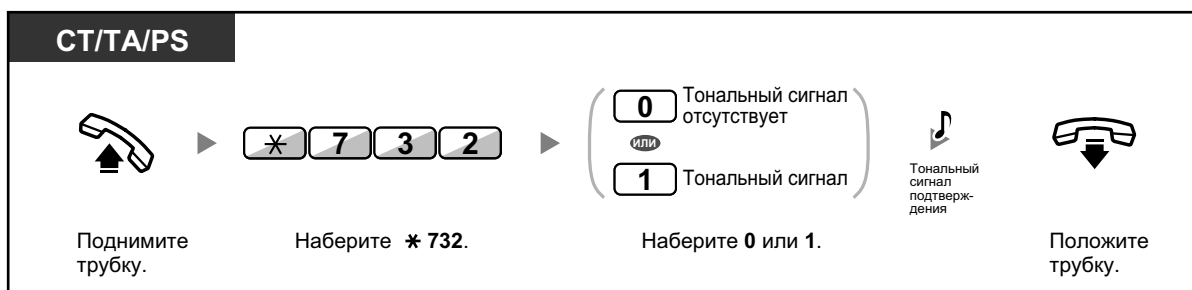 CT/TA/PS
0 Тональный сигнал
отсутствует
или
1 Тональный сигнал
* 7 3 2
Тональный
сигнал
подтверж-
дения
Поднимите
трубку.
Наберите * 732.
Наберите 0 или 1.
Положите
трубку.